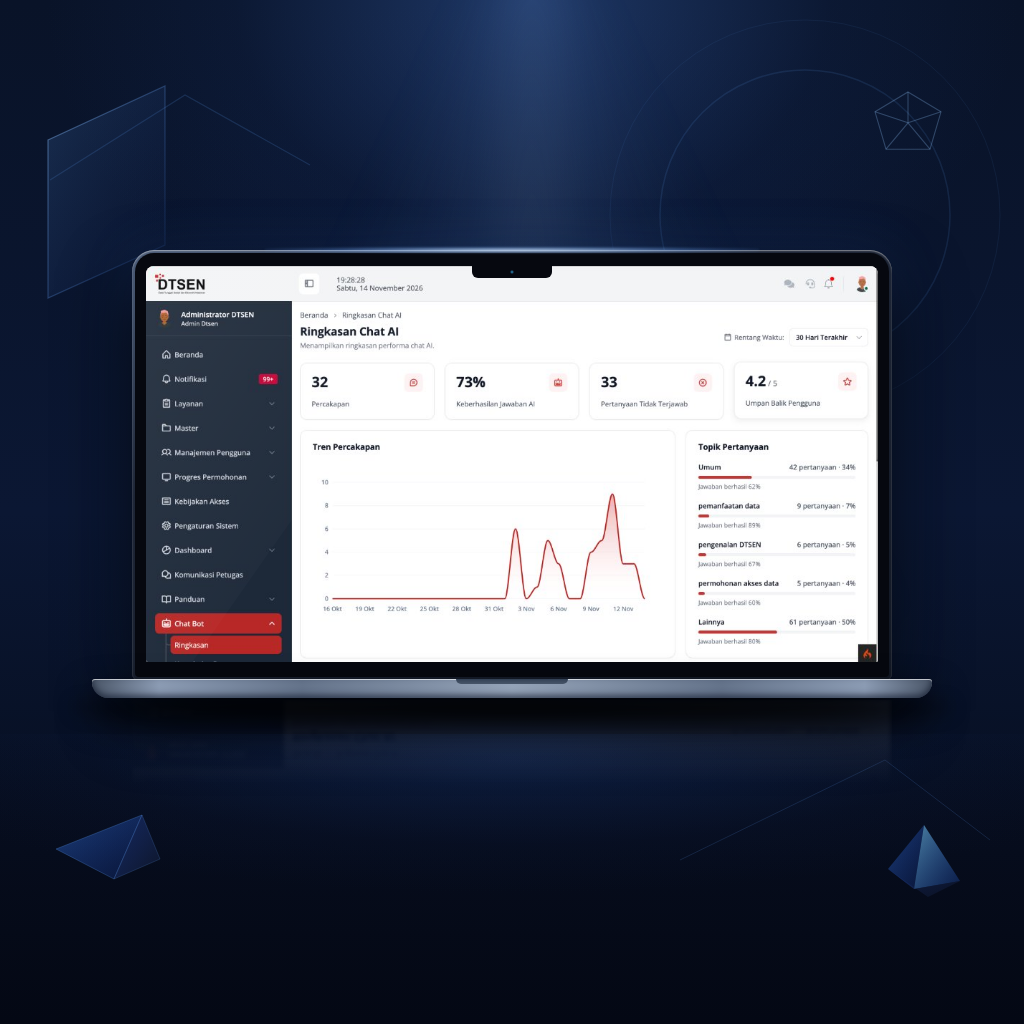 DTSEN
19:28:28
Sabtu, 14 November 2026
Administrator DTSEN
Admin Dtsen
Beranda
Notifikasi 99+
Layanan
Master
Manajemen Pengguna
Progres Permohonan
Kebijakan Akses
Pengaturan Sistem
Dashboard
Komunikasi Petugas
Panduan
Chat Bot
Ringkasan
Beranda › Ringkasan Chat AI
Ringkasan Chat AI
Menampilkan ringkasan performa chat AI.
Rentang Waktu: 30 Hari Terakhir
32
Percakapan
73%
Keberhasilan Jawaban AI
33
Pertanyaan Tidak Terjawab
4.2 / 5
Umpan Balik Pengguna
Tren Percakapan
10
8
6
4
2
0
16 Okt 19 Okt 22 Okt 25 Okt 28 Okt 31 Okt 3 Nov 6 Nov 9 Nov 12 Nov
Topik Pertanyaan
Umum 42 pertanyaan · 34%
Jawaban berhasil 62%
pemanfaatan data 9 pertanyaan · 7%
Jawaban berhasil 89%
pengenalan DTSEN 6 pertanyaan · 5%
Jawaban berhasil 67%
permohonan akses data 5 pertanyaan · 4%
Jawaban berhasil 60%
Lainnya 61 pertanyaan · 50%
Jawaban berhasil 80%